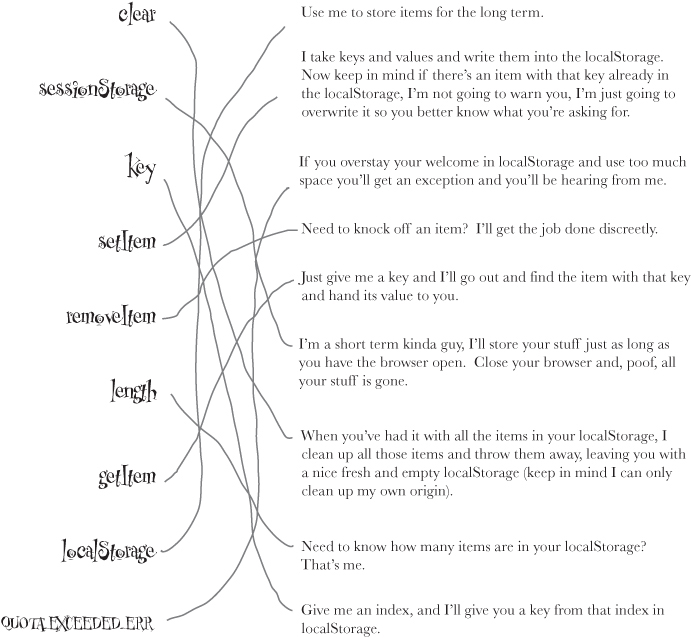 clear
sessionStorage
key
setItem
removeItem
length
getItem
localStorage
QUOTA_EXCEEDED_ERR
Use me to store items for the long term.
I take keys and values and write them into the localStorage.
Now keep in mind if there's an item with that key already in
the localStorage, I'm not going to warn you, I'm just going to
overwrite it so you better know what you're asking for.
If you overstay your welcome in localStorage and use too much
space you'll get an exception and you'll be hearing from me.
Need to knock off an item? I'll get the job done discreetly.
Just give me a key and I'll go out and find the item with that key
and hand its value to you.
I'm a short term kinda guy, I'll store your stuff just as long as
you have the browser open. Close your browser and, poof, all
your stuff is gone.
When you've had it with all the items in your localStorage, I
clean up all those items and throw them away, leaving you with
a nice fresh and empty localStorage (keep in mind I can only
clean up my own origin).
Need to know how many items are in your localStorage?
That's me.
Give me an index, and I'll give you a key from that index in
localStorage.